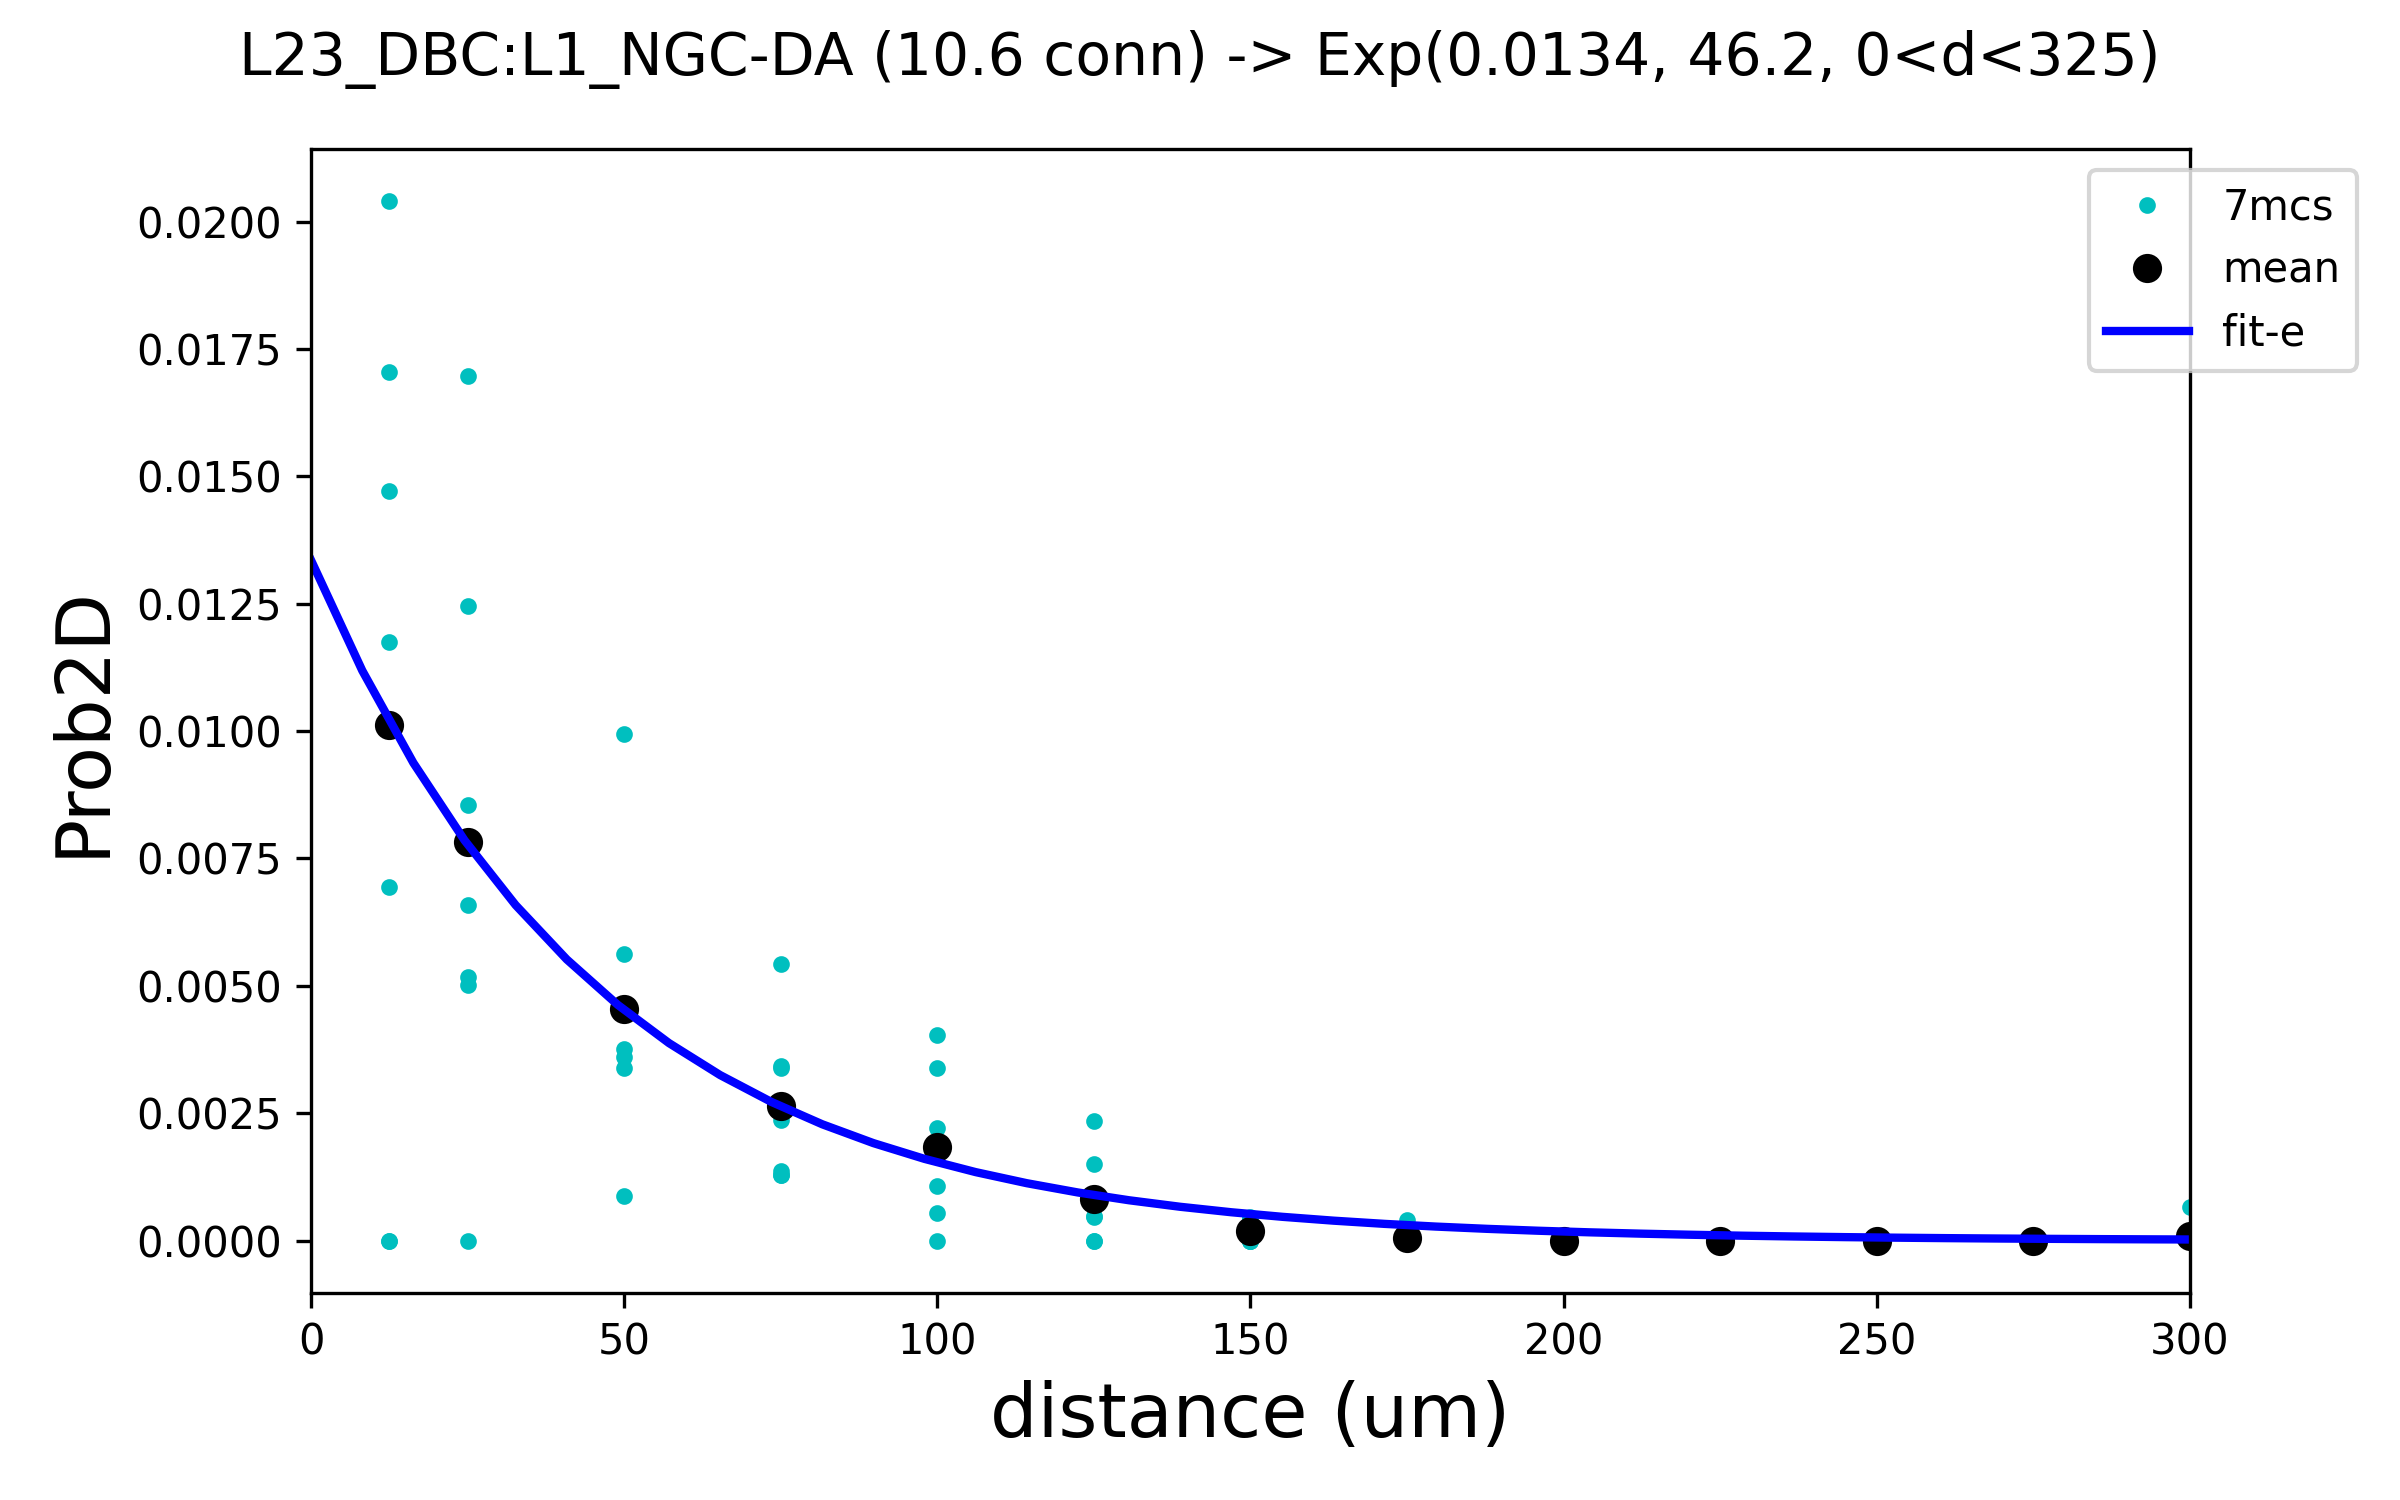 L23_DBC:L1_NGC-DA (10.6 conn) -> Exp(0.0134, 46.2, 0<d<325)
7mcs
mean
fit-e
Prob2D
0.0200
0.0175
0.0150
0.0125
0.0100
0.0075
0.0050
0.0025
0.0000
0 50 100 150 200 250 300
distance (um)